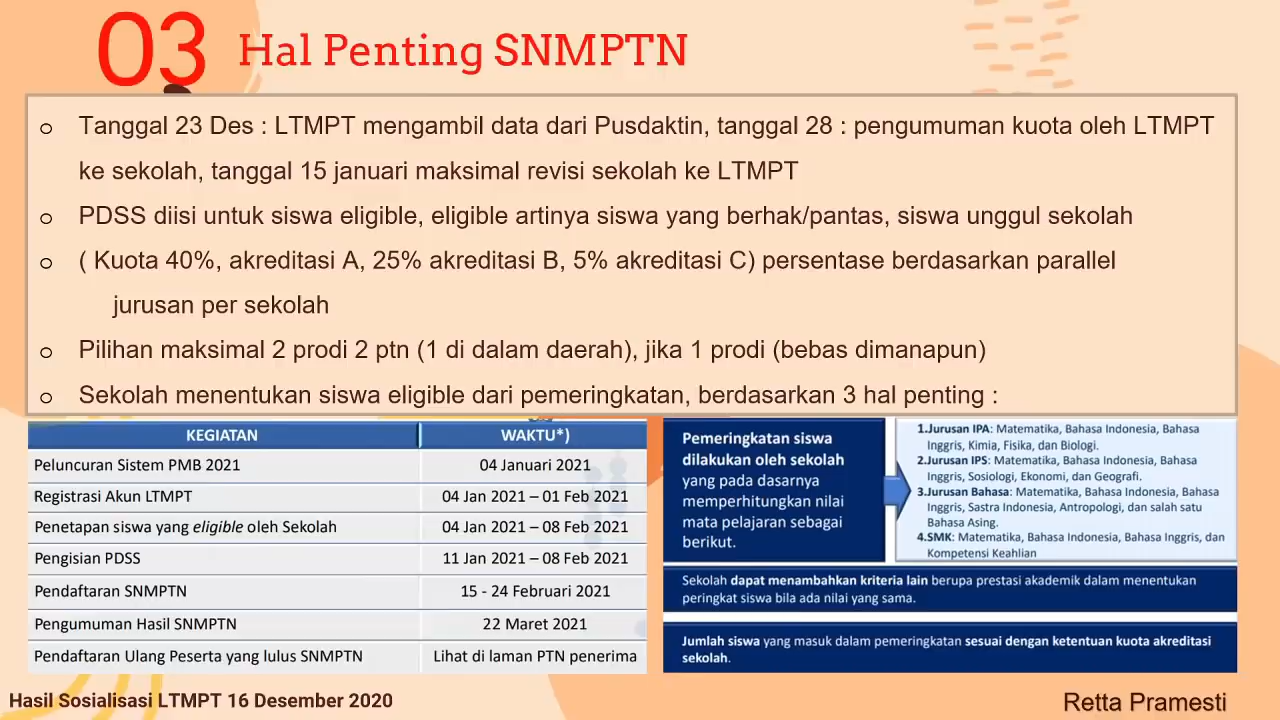 03 Hal Penting SNMPTN
o Tanggal 23 Des : LTMPT mengambil data dari Pusdaktin, tanggal 28 : pengumuman kuota oleh LTMPT
ke sekolah, tanggal 15 januari maksimal revisi sekolah ke LTMPT
o PDSS diisi untuk siswa eligible, eligible artinya siswa yang berhak/pantas, siswa unggul sekolah
o ( Kuota 40%, akreditasi A, 25% akreditasi B, 5% akreditasi C) persentase berdasarkan parallel
jurusan per sekolah
o Pilihan maksimal 2 prodi 2 ptn (1 di dalam daerah), jika 1 prodi (bebas dimanapun)
o Sekolah menentukan siswa eligible dari pemeringkatan, berdasarkan 3 hal penting :
KEGIATAN WAKTU*)
Peluncuran Sistem PMB 2021 04 Januari 2021
Registrasi Akun LTMPT 04 Jan 2021 – 01 Feb 2021
Penetapan siswa yang eligible oleh Sekolah 04 Jan 2021 – 08 Feb 2021
Pengisian PDSS 11 Jan 2021 – 08 Feb 2021
Pendaftaran SNMPTN 15 - 24 Februari 2021
Pengumuman Hasil SNMPTN 22 Maret 2021
Pendaftaran Ulang Peserta yang lulus SNMPTN Lihat di laman PTN penerima
Pemeringkatan siswa
dilakukan oleh sekolah
yang pada dasarnya
memperhitungkan nilai
mata pelajaran sebagai
berikut.
1.Jurusan IPA: Matematika, Bahasa Indonesia, Bahasa
Inggris, Kimia, Fisika, dan Biologi.
2.Jurusan IPS: Matematika, Bahasa Indonesia, Bahasa
Inggris, Sosiologi, Ekonomi, dan Geografi.
3.Jurusan Bahasa: Matematika, Bahasa Indonesia, Bahasa
Inggris, Sastra Indonesia, Antropologi, dan salah satu
Bahasa Asing.
4.SMK: Matematika, Bahasa Indonesia, Bahasa Inggris, dan
Kompetensi Keahlian
Sekolah dapat menambahkan kriteria lain berupa prestasi akademik dalam menentukan
peringkat siswa bila ada nilai yang sama.
Jumlah siswa yang masuk dalam pemeringkatan sesuai dengan ketentuan kuota akreditasi
sekolah.
Hasil Sosialisasi LTMPT 16 Desember 2020
Retta Pramesti